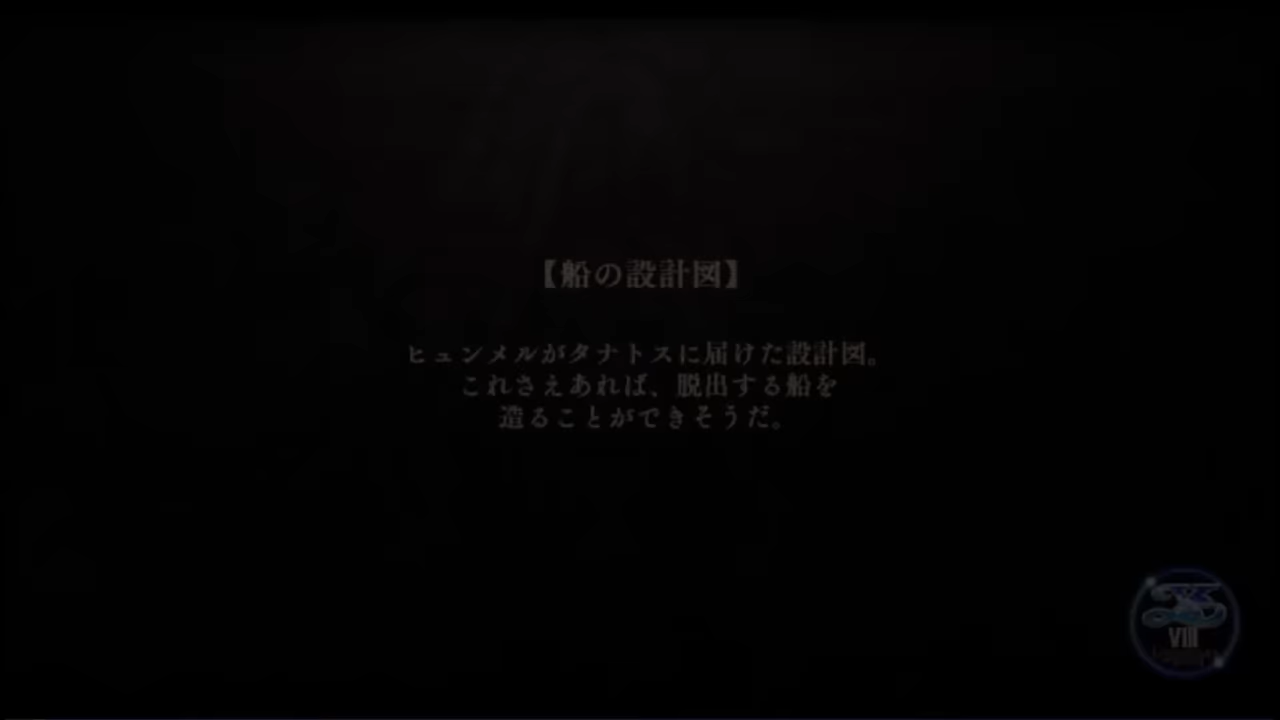 【船の設計図】
ヒュンメルがタナトスに届けた設計図。
これさえあれば、脱出する船を
造ることができそうだ。
Ys
VIII